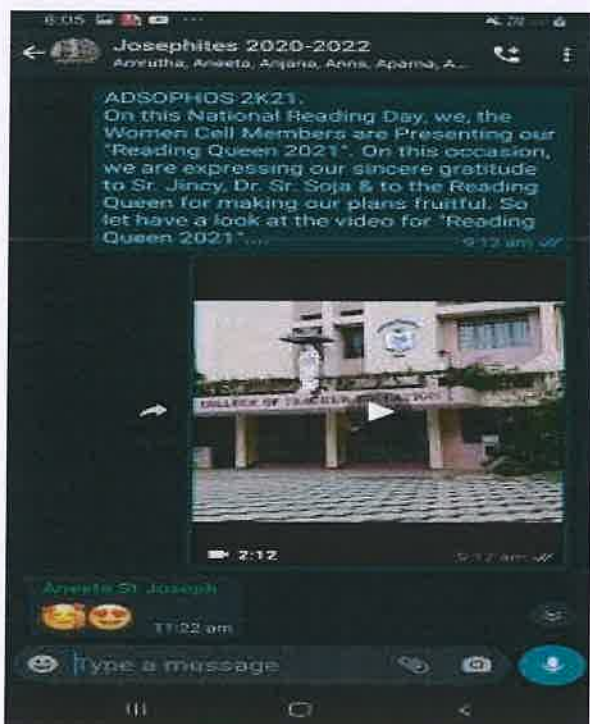 8:05
Josephites 2020-2022
Amrutha, Aneeta, Anjana, Anns, Aparna, A...
ADSOPHOS 2K21.
On this National Reading Day, we, the
Women Cell Members are Presenting our
"Reading Queen 2021". On this occasion,
we are expressing our sincere gratitude
to Sr. Jincy, Dr. Sr. Soja & to the Reading
Queen for making our plans fruitful. So
let have a look at the video for "Reading
Queen 2021"....
9:12 am
COLLEGE OF TEACHER
2:12
9:12 am
Aneeta St Joseph
11:22 am
Type a message